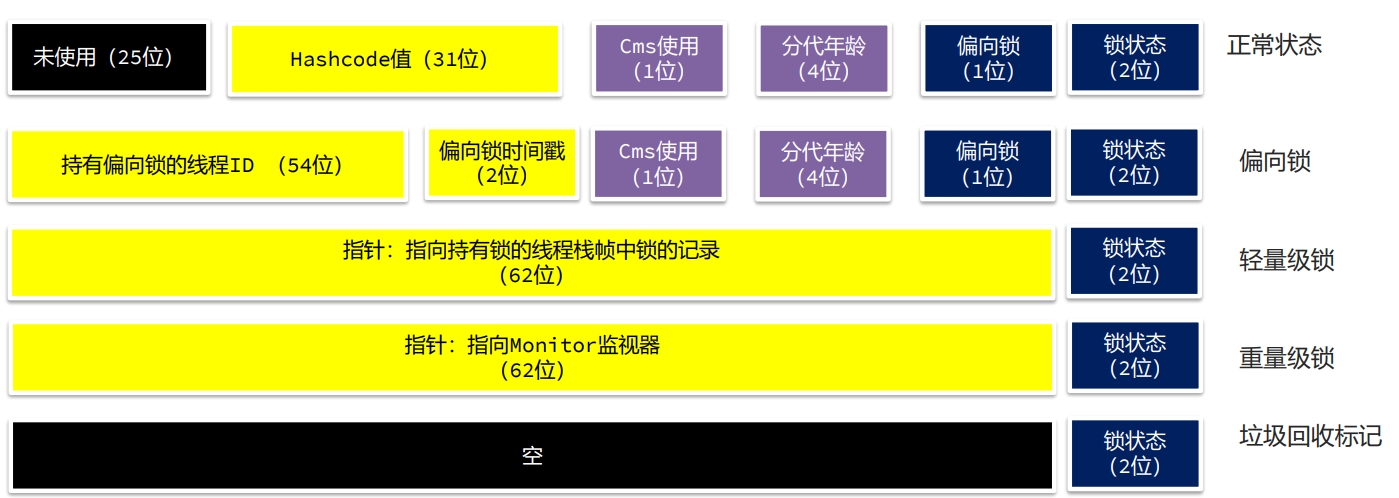 未使用（25位）
Hashcode值（31位）
Cms使用
（1位）
分代年龄
（4位）
偏向锁
（1位）
锁状态
（2位）
正常状态
持有偏向锁的线程ID （54位）
偏向锁时间戳
（2位）
Cms使用
（1位）
分代年龄
（4位）
偏向锁
（1位）
锁状态
（2位）
偏向锁
指针：指向持有锁的线程栈帧中锁的记录
（62位）
锁状态
（2位）
轻量级锁
指针：指向Monitor监视器
（62位）
锁状态
（2位）
重量级锁
空
锁状态
（2位）
垃圾回收标记